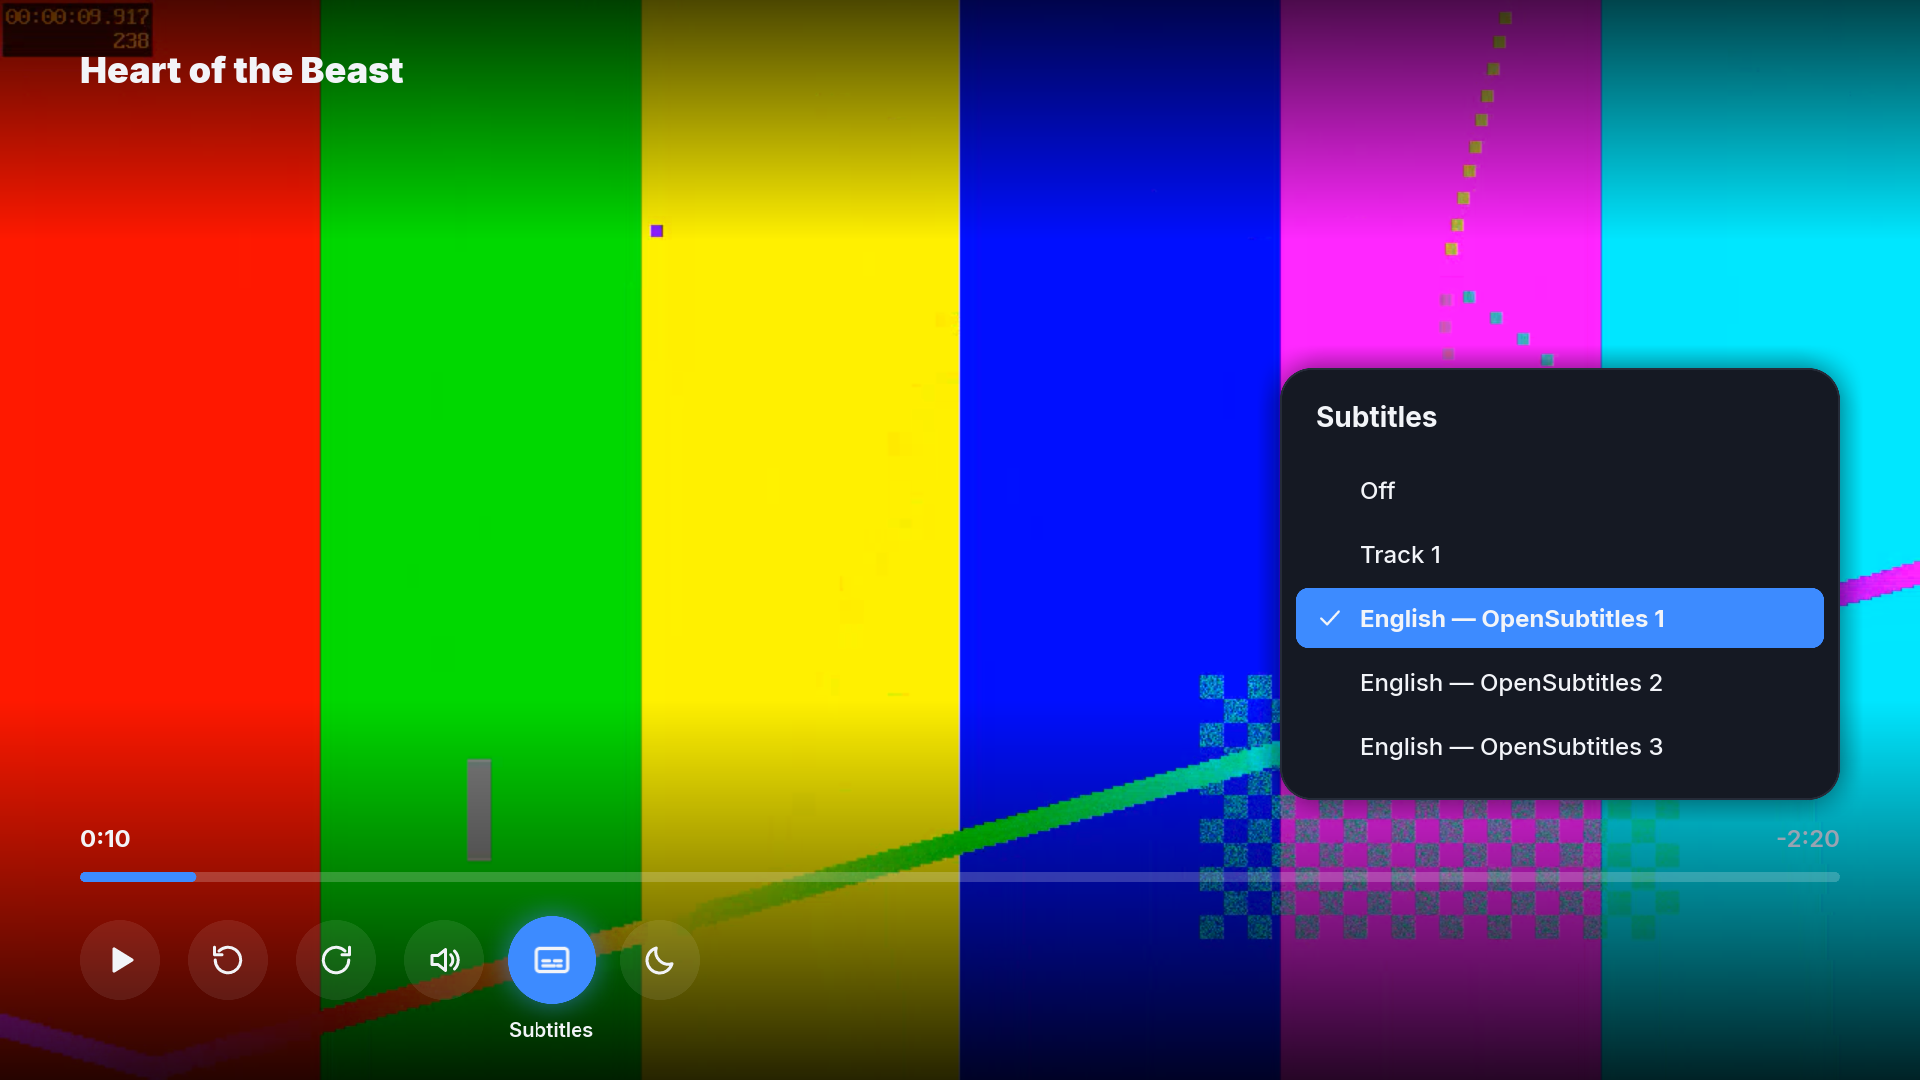 00:00:09.917
238
Heart of the Beast
Subtitles
Off
Track 1
English — OpenSubtitles 1
English — OpenSubtitles 2
English — OpenSubtitles 3
0:10
-2:20
Subtitles